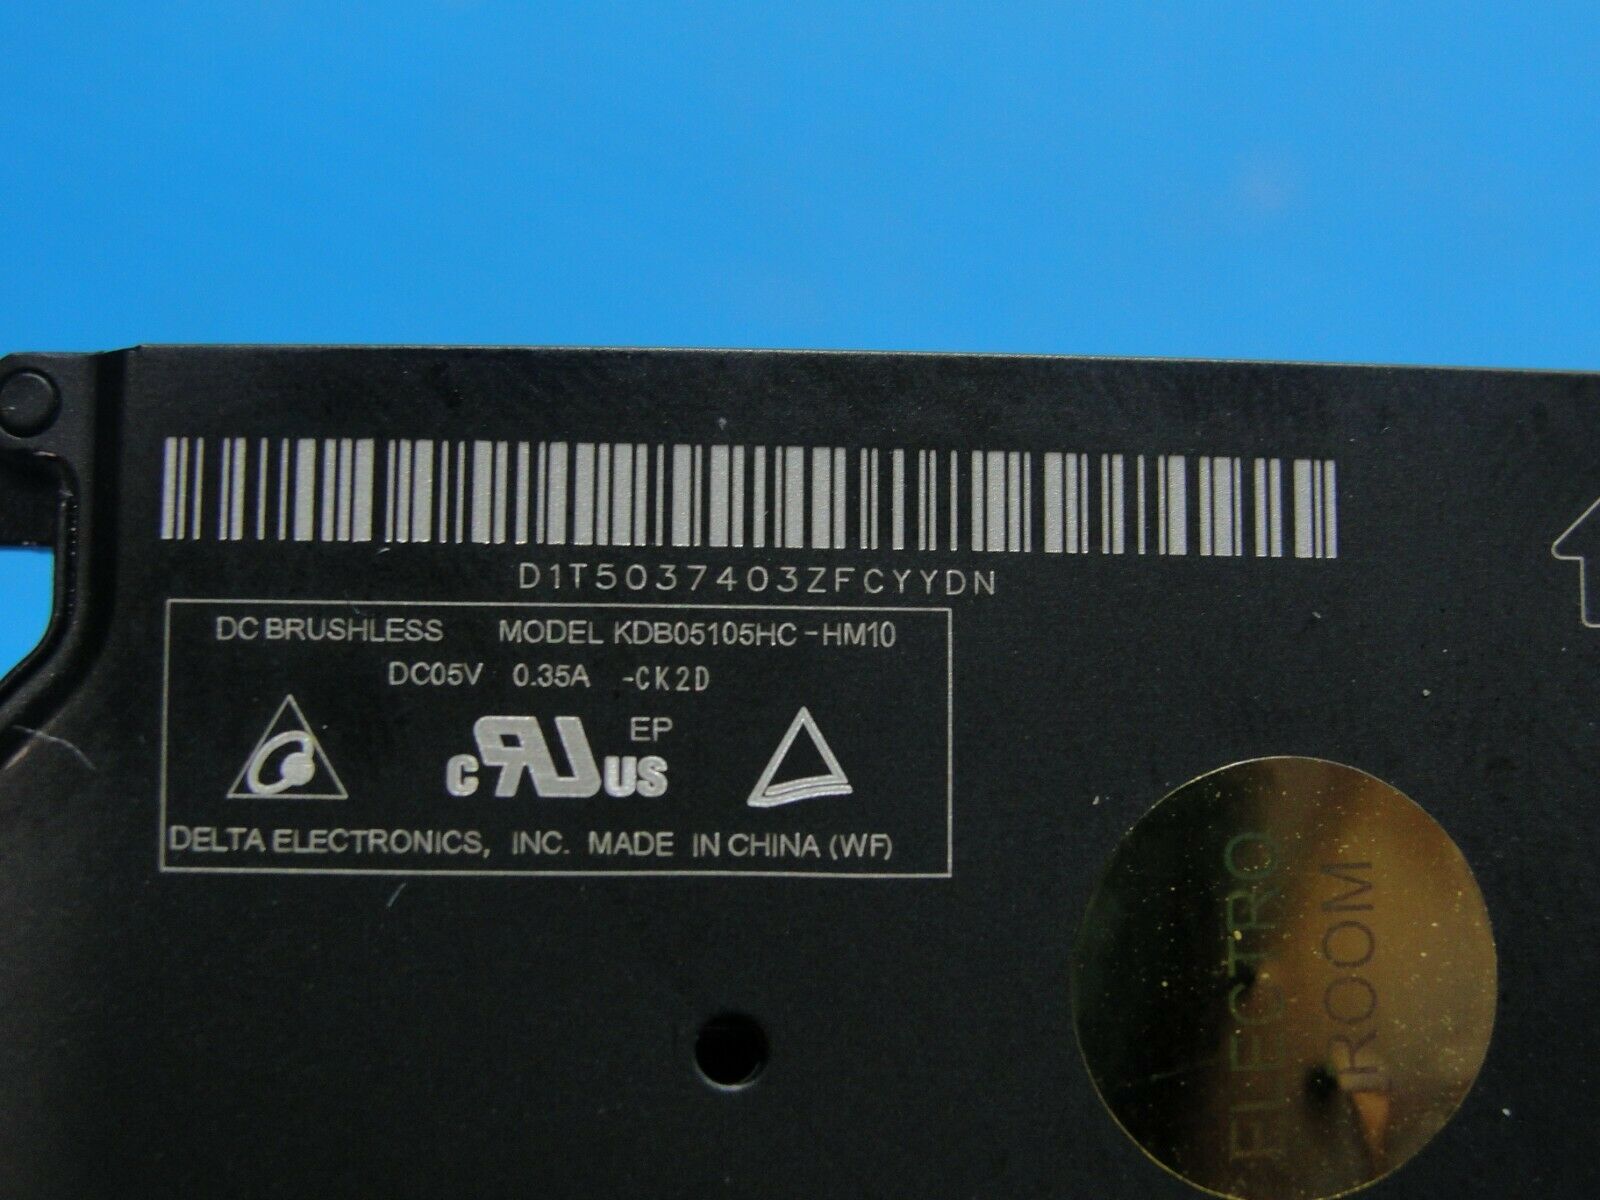 D1T5037403ZFCYYDN
DC BRUSHLESS MODEL KDB05105HC-HM10
DC05V 0.35A -CK2D
c RU US EP
DELTA ELECTRONICS, INC. MADE IN CHINA (WF)
ELECTRO
ROOM